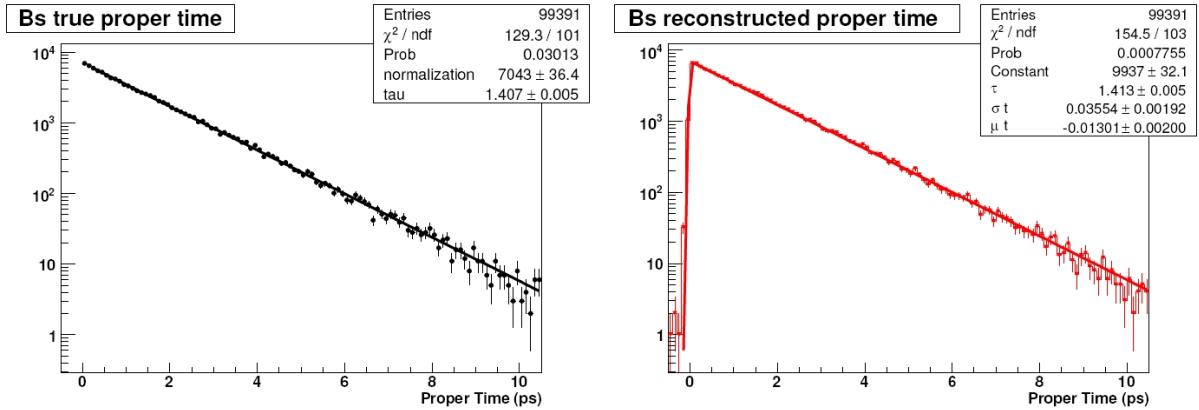 Bs true proper time
Entries 99391
χ² / ndf 129.3 / 101
Prob 0.03013
normalization 7043 ± 36.4
tau 1.407 ± 0.005
10⁴
10³
10²
10
1
0 2 4 6 8 10
Proper Time (ps)
Bs reconstructed proper time
Entries 99391
χ² / ndf 154.5 / 103
Prob 0.0007755
Constant 9937 ± 32.1
τ 1.413 ± 0.005
σ t 0.03554 ± 0.00192
μ t -0.01301 ± 0.00200
10⁴
10³
10²
10
1
0 2 4 6 8 10
Proper Time (ps)